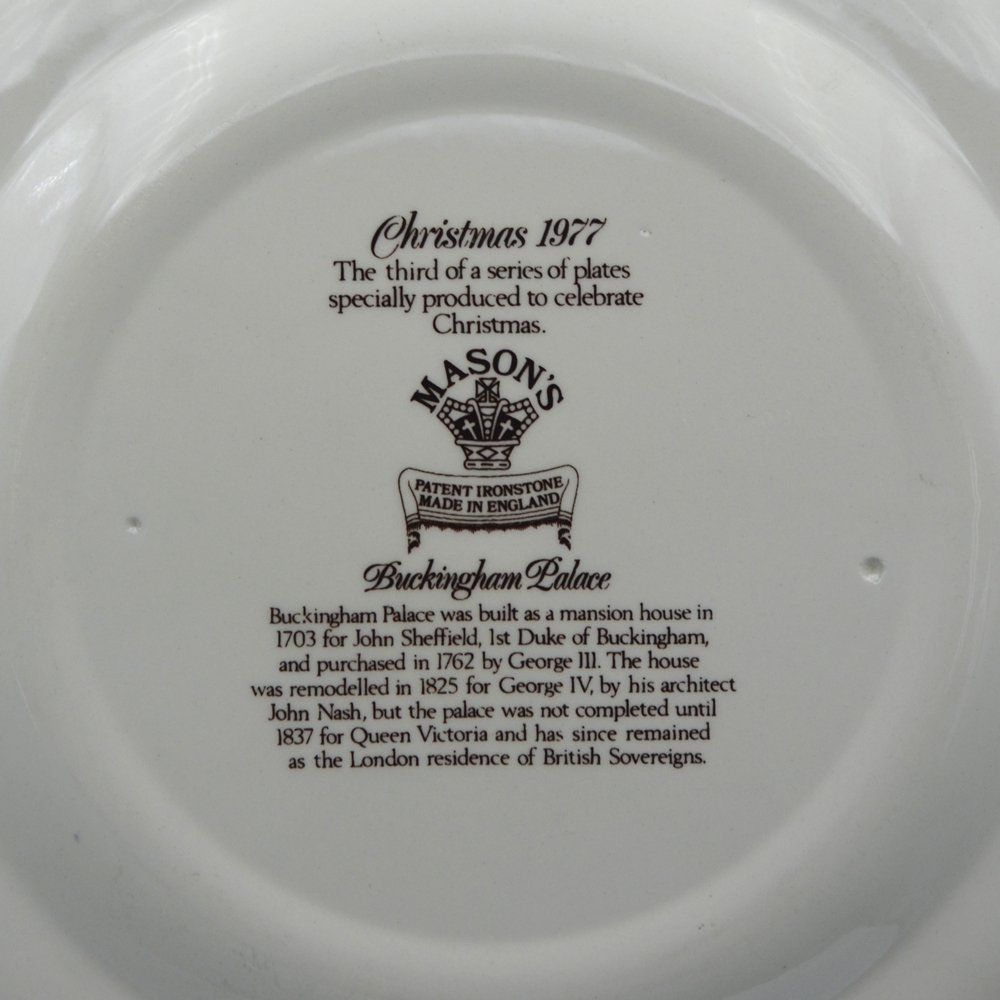 Christmas 1977
The third of a series of plates
specially produced to celebrate
Christmas.
MASON'S
PATENT IRONSTONE
MADE IN ENGLAND
Buckingham Palace
Buckingham Palace was built as a mansion house in
1703 for John Sheffield, 1st Duke of Buckingham,
and purchased in 1762 by George III. The house
was remodelled in 1825 for George IV, by his architect
John Nash, but the palace was not completed until
1837 for Queen Victoria and has since remained
as the London residence of British Sovereigns.